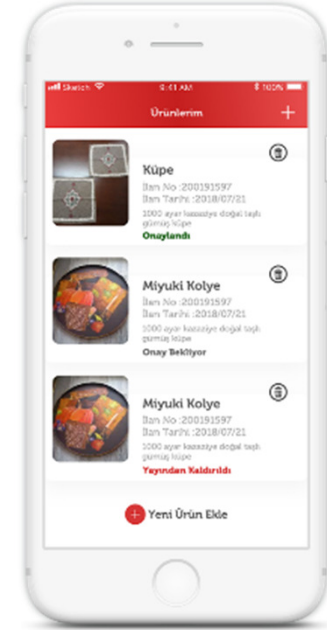 Sketch 9:41 AM 100%
Ürünlerim
Küpe
İlan No :200191597
İlan Tarihi :2018/07/21
1000 ayar kazaziye doğal taşlı
gümüş küpe
Onaylandı
Miyuki Kolye
İlan No :200191597
İlan Tarihi :2018/07/21
1000 ayar kazaziye doğal taşlı
gümüş küpe
Onay Bekliyor
Miyuki Kolye
İlan No :200191597
İlan Tarihi :2018/07/21
1000 ayar kazaziye doğal taşlı
gümüş küpe
Yayından Kaldırıldı
Yeni Ürün Ekle